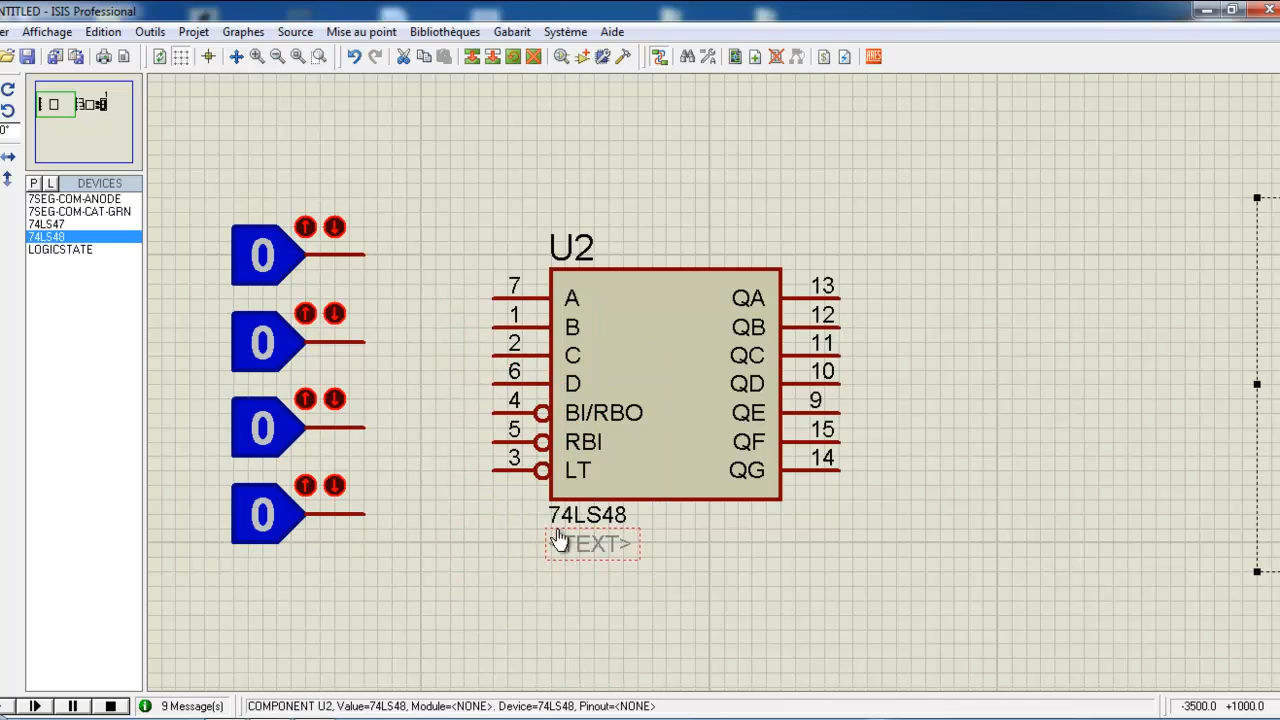 NTITLED - ISIS Professional
er Affichage Edition Outils Projet Graphes Source Mise au point Bibliothèques Gabarit Système Aide
ARES
0°
P L DEVICES
7SEG-COM-ANODE
7SEG-COM-CAT-GRN
74LS47
74LS48
LOGICSTATE
0
0
0
0
U2
7 A QA 13
1 B QB 12
2 C QC 11
6 D QD 10
4 BI/RBO QE 9
5 RBI QF 15
3 LT QG 14
74LS48
TEXT>
9 Message(s) COMPONENT U2, Value=74LS48, Module=<NONE>. Device=74LS48, Pinout=<NONE> -3500.0 +1000.0